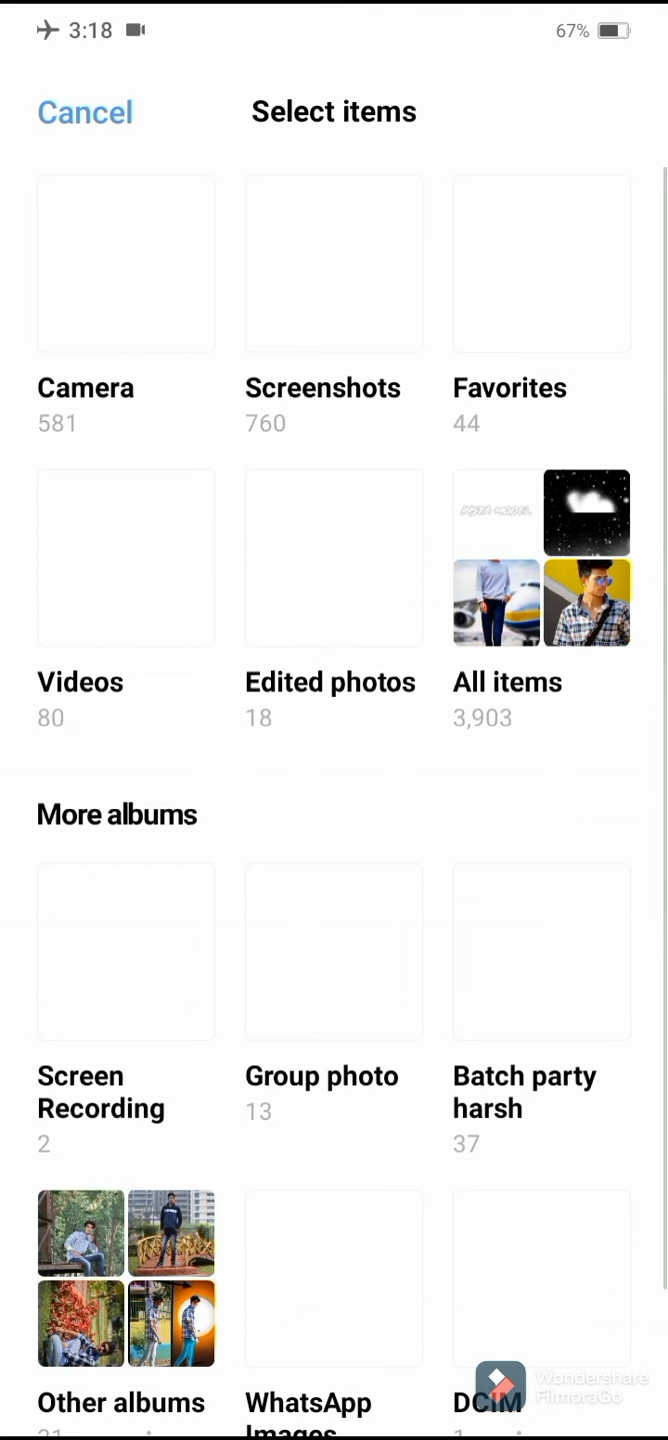 3:18
67%
Cancel
Select items
Camera
581
Screenshots
760
Favorites
44
Videos
80
Edited photos
18
INSTA MODEL
All items
3,903
More albums
Screen
Recording
2
Group photo
13
Batch party
harsh
37
Other albums
WhatsApp
Images
DCIM
Wondershare
FilmoraGo